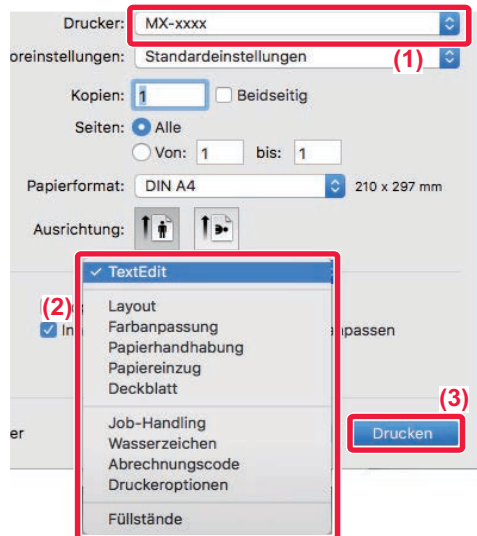 Drucker: MX-xxxx
oreinstellungen: Standardeinstellungen
(1)
Kopien: 1 Beidseitig
Seiten: Alle
Von: 1 bis: 1
Papierformat: DIN A4 210 x 297 mm
Ausrichtung:
✓ TextEdit
(2)
Layout
In
Farbanpassung
anpassen
Papierhandhabung
Papiereinzug
Deckblatt
(3)
Job-Handling
er
Drucken
Wasserzeichen
Abrechnungscode
Druckeroptionen
Füllstände